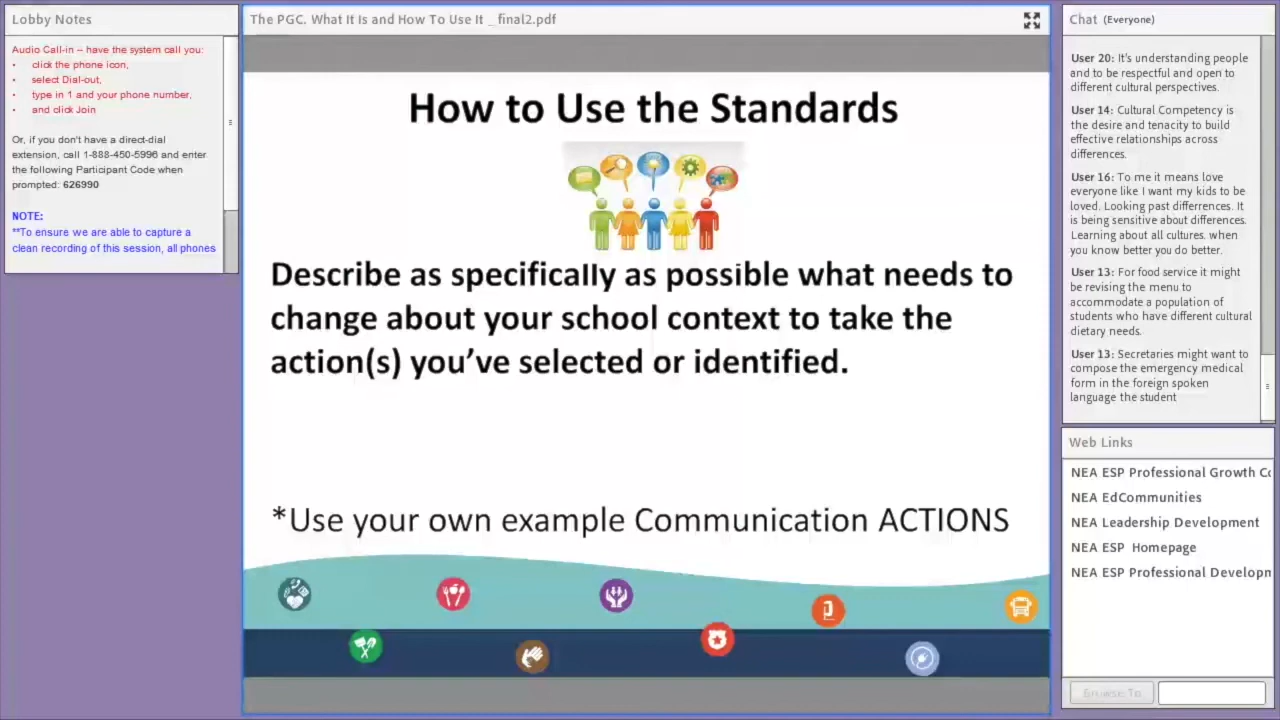 Lobby Notes
Audio Call-in – have the system call you:
• click the phone icon,
• select Dial-out,
• type in 1 and your phone number,
• and click Join
Or, if you don't have a direct-dial
extension, call 1-888-450-5996 and enter
the following Participant Code when
prompted: 626990
NOTE:
**To ensure we are able to capture a
clean recording of this session, all phones
The PGC. What It Is and How To Use It _ final2.pdf
How to Use the Standards
Describe as specifically as possible what needs to
change about your school context to take the
action(s) you’ve selected or identified.
*Use your own example Communication ACTIONS
Chat (Everyone)
User 20: It's understanding people
and to be respectful and open to
different cultural perspectives.
User 14: Cultural Competency is
the desire and tenacity to build
effective relationships across
differences.
User 16: To me it means love
everyone like I want my kids to be
loved. Looking past differences. It
is being sensitive about differences.
Learning about all cultures. when
you know better you do better.
User 13: For food service it might
be revising the menu to
accommodate a population of
students who have different cultural
dietary needs.
User 13: Secretaries might want to
compose the emergency medical
form in the foreign spoken
language the student
Web Links
NEA ESP Professional Growth Co
NEA EdCommunities
NEA Leadership Development
NEA ESP Homepage
NEA ESP Professional Developm
Browse To